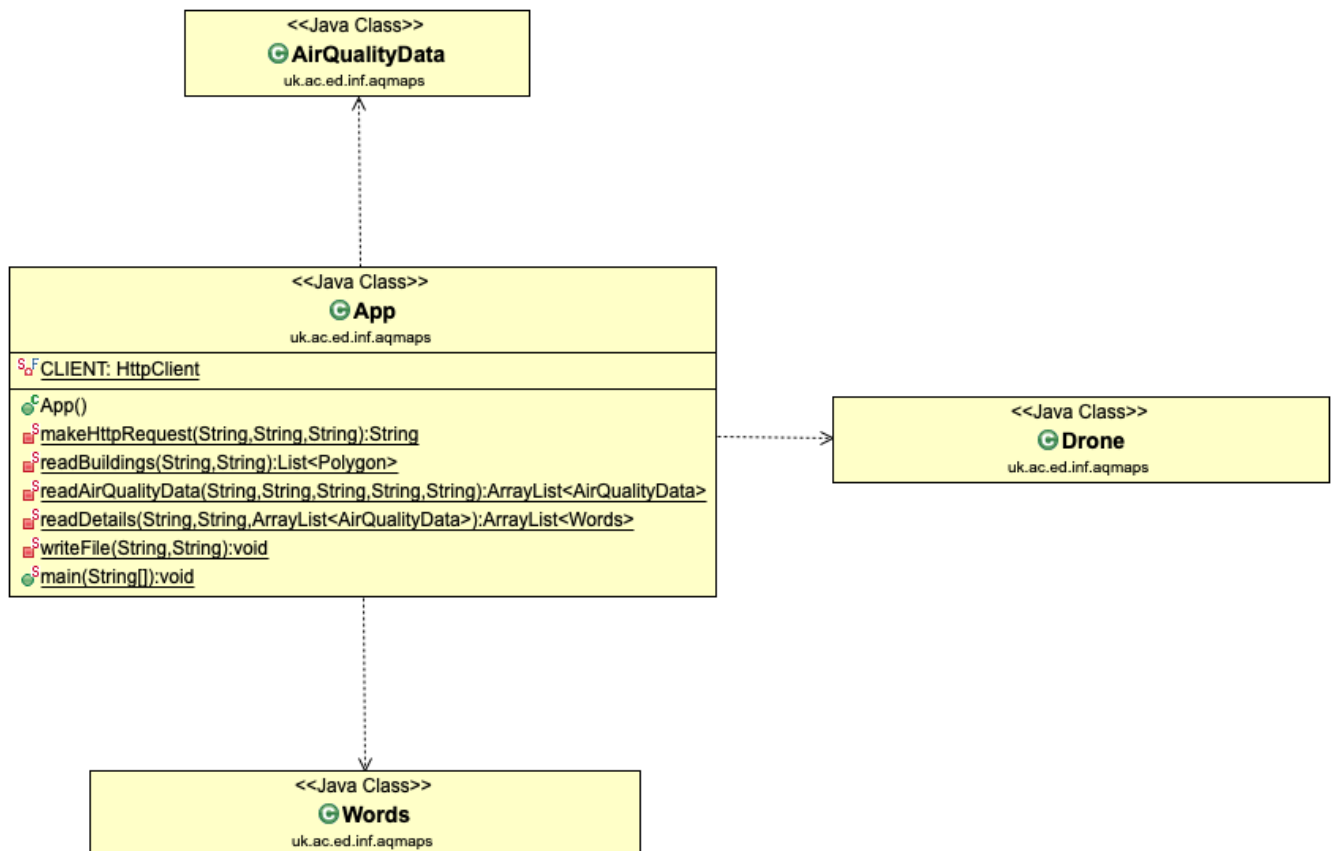 <<Java Class>>
AirQualityData
uk.ac.ed.inf.aqmaps
<<Java Class>>
App
uk.ac.ed.inf.aqmaps
CLIENT: HttpClient
App()
makeHttpRequest(String,String,String):String
readBuildings(String,String):List<Polygon>
readAirQualityData(String,String,String,String,String):ArrayList<AirQualityData>
readDetails(String,String,ArrayList<AirQualityData>):ArrayList<Words>
writeFile(String,String):void
main(String[]):void
<<Java Class>>
Drone
uk.ac.ed.inf.aqmaps
<<Java Class>>
Words
uk.ac.ed.inf.aqmaps